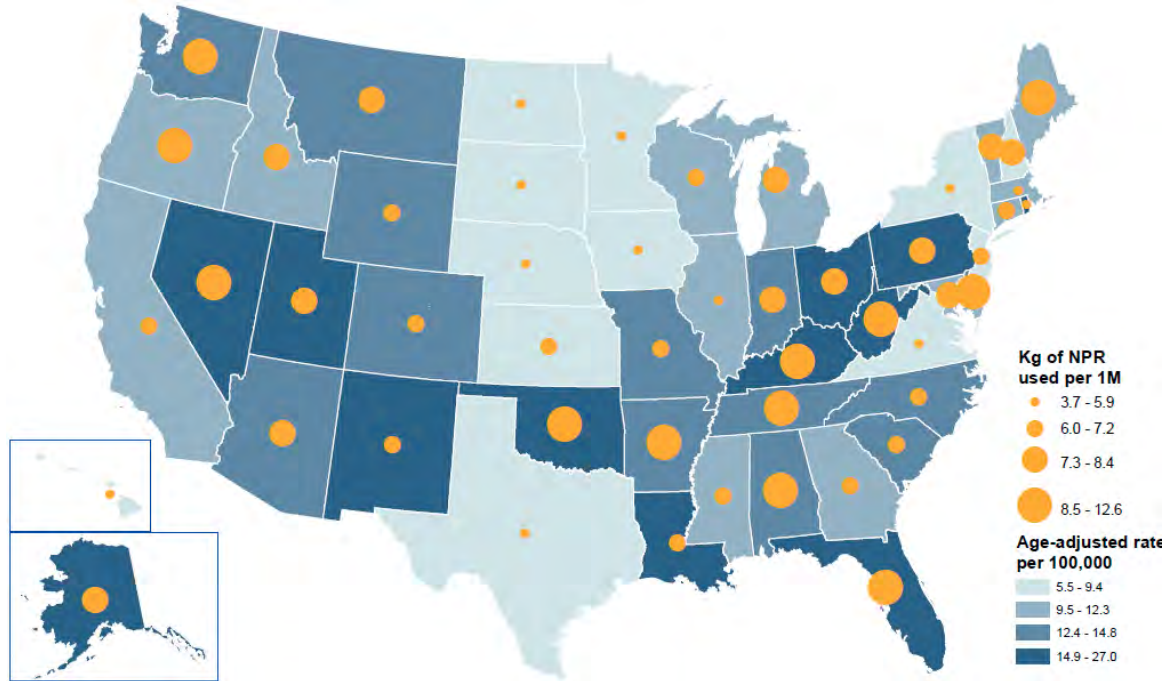 Kg of NPR
used per 1M
3.7 - 5.9
6.0 - 7.2
7.3 - 8.4
8.5 - 12.6
Age-adjusted rate
per 100,000
5.5 - 9.4
9.5 - 12.3
12.4 - 14.8
14.9 - 27.0